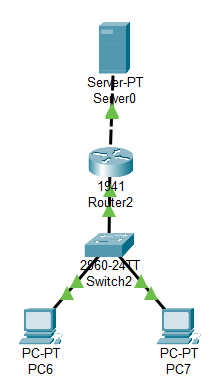 Server-PT
Server0
1941
Router2
2960-24TT
Switch2
PC-PT
PC6
PC-PT
PC7